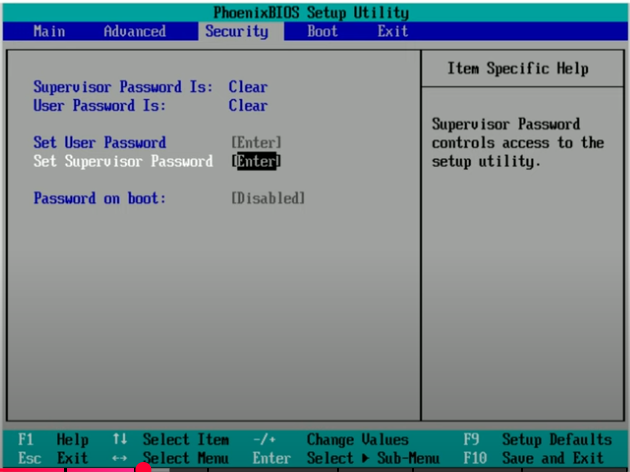 PhoenixBIOS Setup Utility
Main Advanced Security Boot Exit
Item Specific Help
Supervisor Password Is: Clear
User Password Is: Clear
Supervisor Password
controls access to the
setup utility.
Set User Password [Enter]
Set Supervisor Password [Enter]
Password on boot: [Disabled]
F1 Help ↑↓ Select Item -/+ Change Values F9 Setup Defaults
Esc Exit ↔ Select Menu Enter Select ▶ Sub-Menu F10 Save and Exit